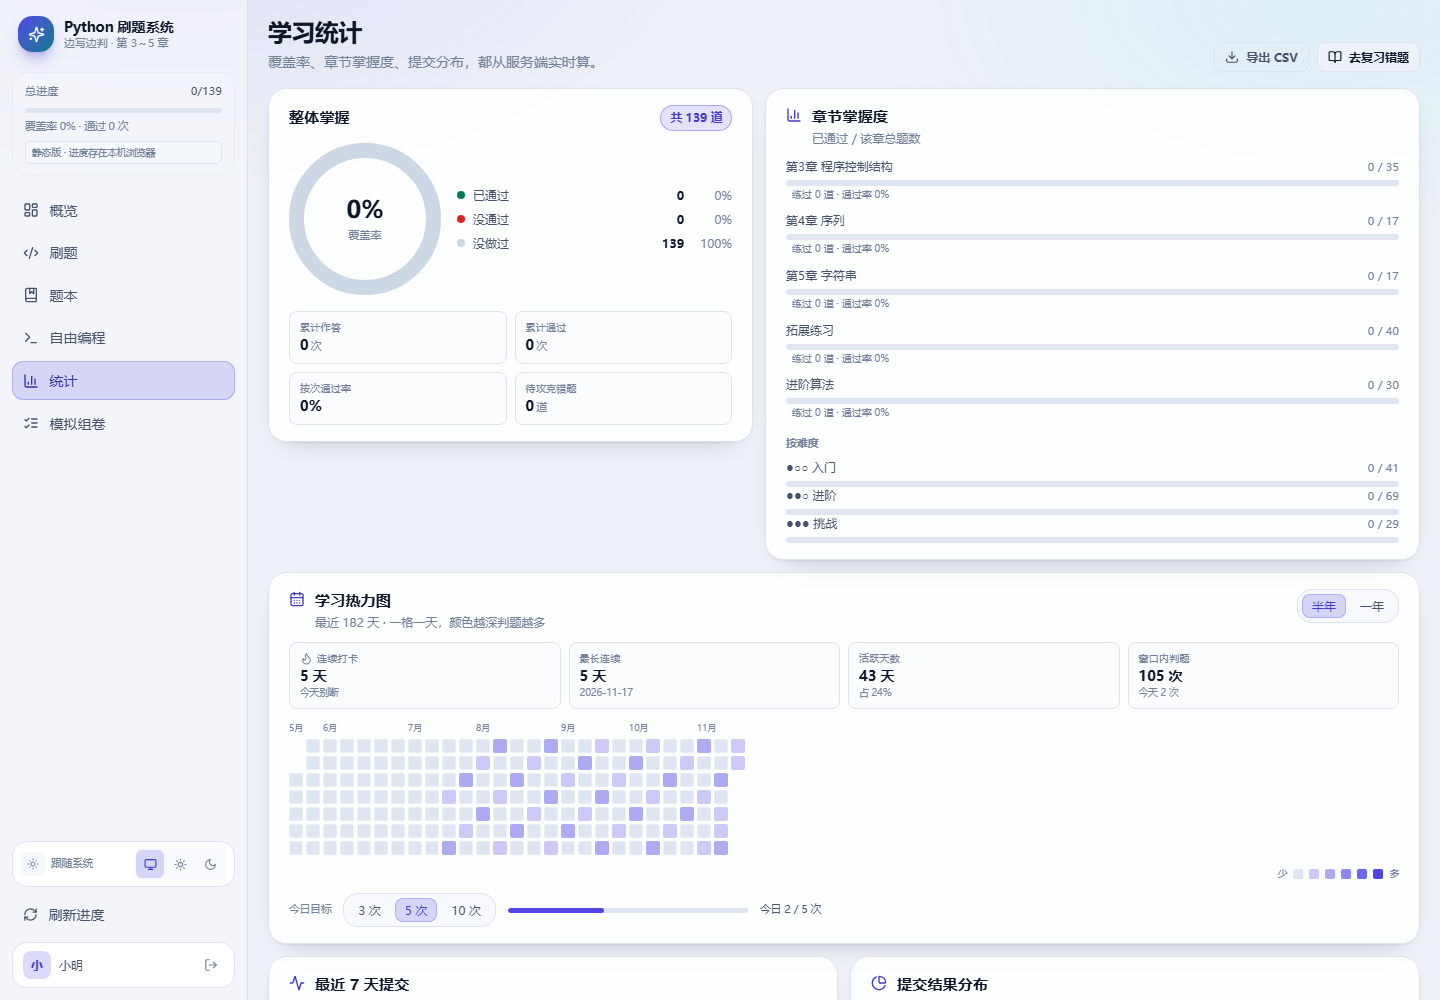 Python 刷题系统
边写边判 · 第 3 ~ 5 章
总进度
0/139
覆盖率 0% · 通过 0 次
静态版 · 进度存在本机浏览器
概览
刷题
题本
自由编程
统计
模拟组卷
跟随系统
刷新进度
小
小明
学习统计
覆盖率、章节掌握度、提交分布，都从服务端实时算。
导出 CSV
去复习错题
整体掌握
共 139 道
0%
覆盖率
已通过 0 0%
没通过 0 0%
没做过 139 100%
累计作答
0 次
累计通过
0 次
按次通过率
0%
待攻克错题
0 道
章节掌握度
已通过 / 该章总题数
第3章 程序控制结构 0 / 35
练过 0 道 · 通过率 0%
第4章 序列 0 / 17
练过 0 道 · 通过率 0%
第5章 字符串 0 / 17
练过 0 道 · 通过率 0%
拓展练习 0 / 40
练过 0 道 · 通过率 0%
进阶算法 0 / 30
练过 0 道 · 通过率 0%
按难度
●○○ 入门 0 / 41
●●○ 进阶 0 / 69
●●● 挑战 0 / 29
学习热力图
最近 182 天 · 一格一天，颜色越深判题越多
半年
一年
连续打卡
5 天
今天别断
最长连续
5 天
2026-11-17
活跃天数
43 天
占 24%
窗口内判题
105 次
今天 2 次
5月 6月 7月 8月 9月 10月 11月
少 多
今日目标
3 次
5 次
10 次
今日 2 / 5 次
最近 7 天提交
提交结果分布